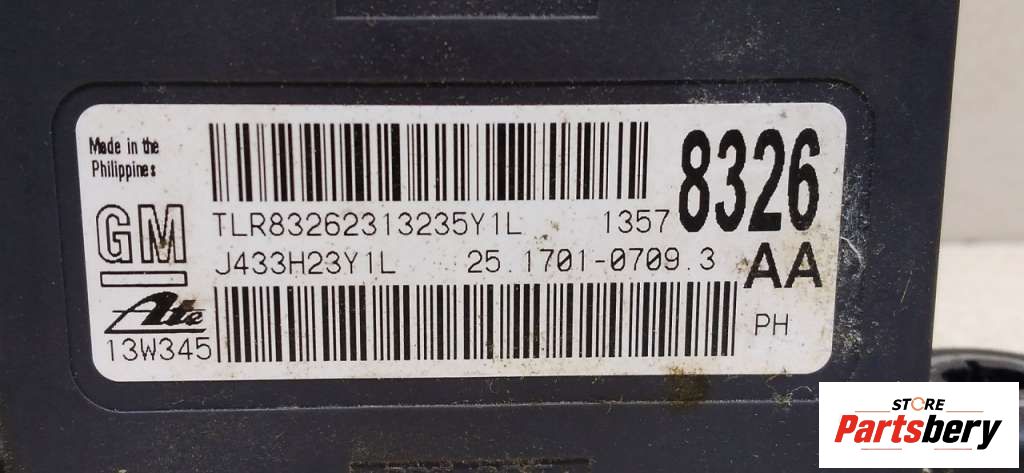 Made in the
Philippines
GM
Ate
13W345
TLR83262313235Y1L 1357
J433H23Y1L 25.1701-0709.3
8326
AA
PH
STORE
Partsbery